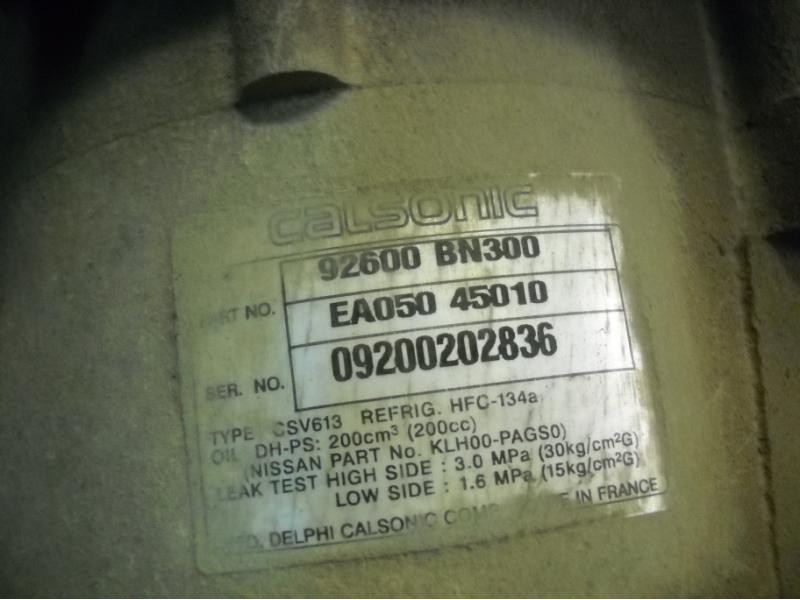 CALSONIC
92600 BN300
PART NO. EA050 45010
SER. NO. 09200202836
TYPE CSV613 REFRIG. HFC-134a
OIL DH-PS: 200cm³ (200cc)
(NISSAN PART No. KLH00-PAGS0)
LEAK TEST HIGH SIDE : 3.0 MPa (30kg/cm²G)
LOW SIDE : 1.6 MPa (15kg/cm²G)
DELPHI CALSONIC IN FRANCE